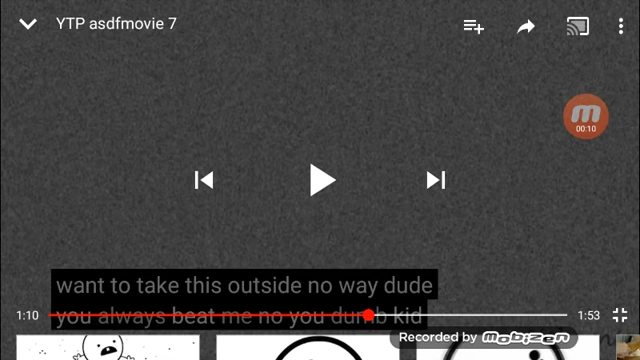 YTP asdfmovie 7
00:10
want to take this outside no way dude
you always beat me no you dumb kid
1:10
1:53
Recorded by mobizen